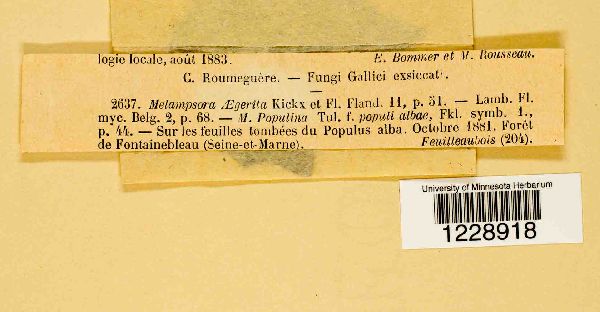 logie locale, août 1883. E. Bommer et M. Rousseau.
C. Roumeguère. — Fungi Gallici exsiccati.
2637. Melampsora Ægerita Kickx et Fl. Fland. 11, p. 51. — Lamb. Fl.
myc. Belg. 2, p. 68. — M. Populina Tul. f. populi albae, Fkl. symb. 1.,
p. 44. — Sur les feuilles tombées du Populus alba. Octobre 1881. Forêt
de Fontainebleau (Seine-et-Marne). Feuilleaubois (204).
University of Minnesota Herbarium
1228918